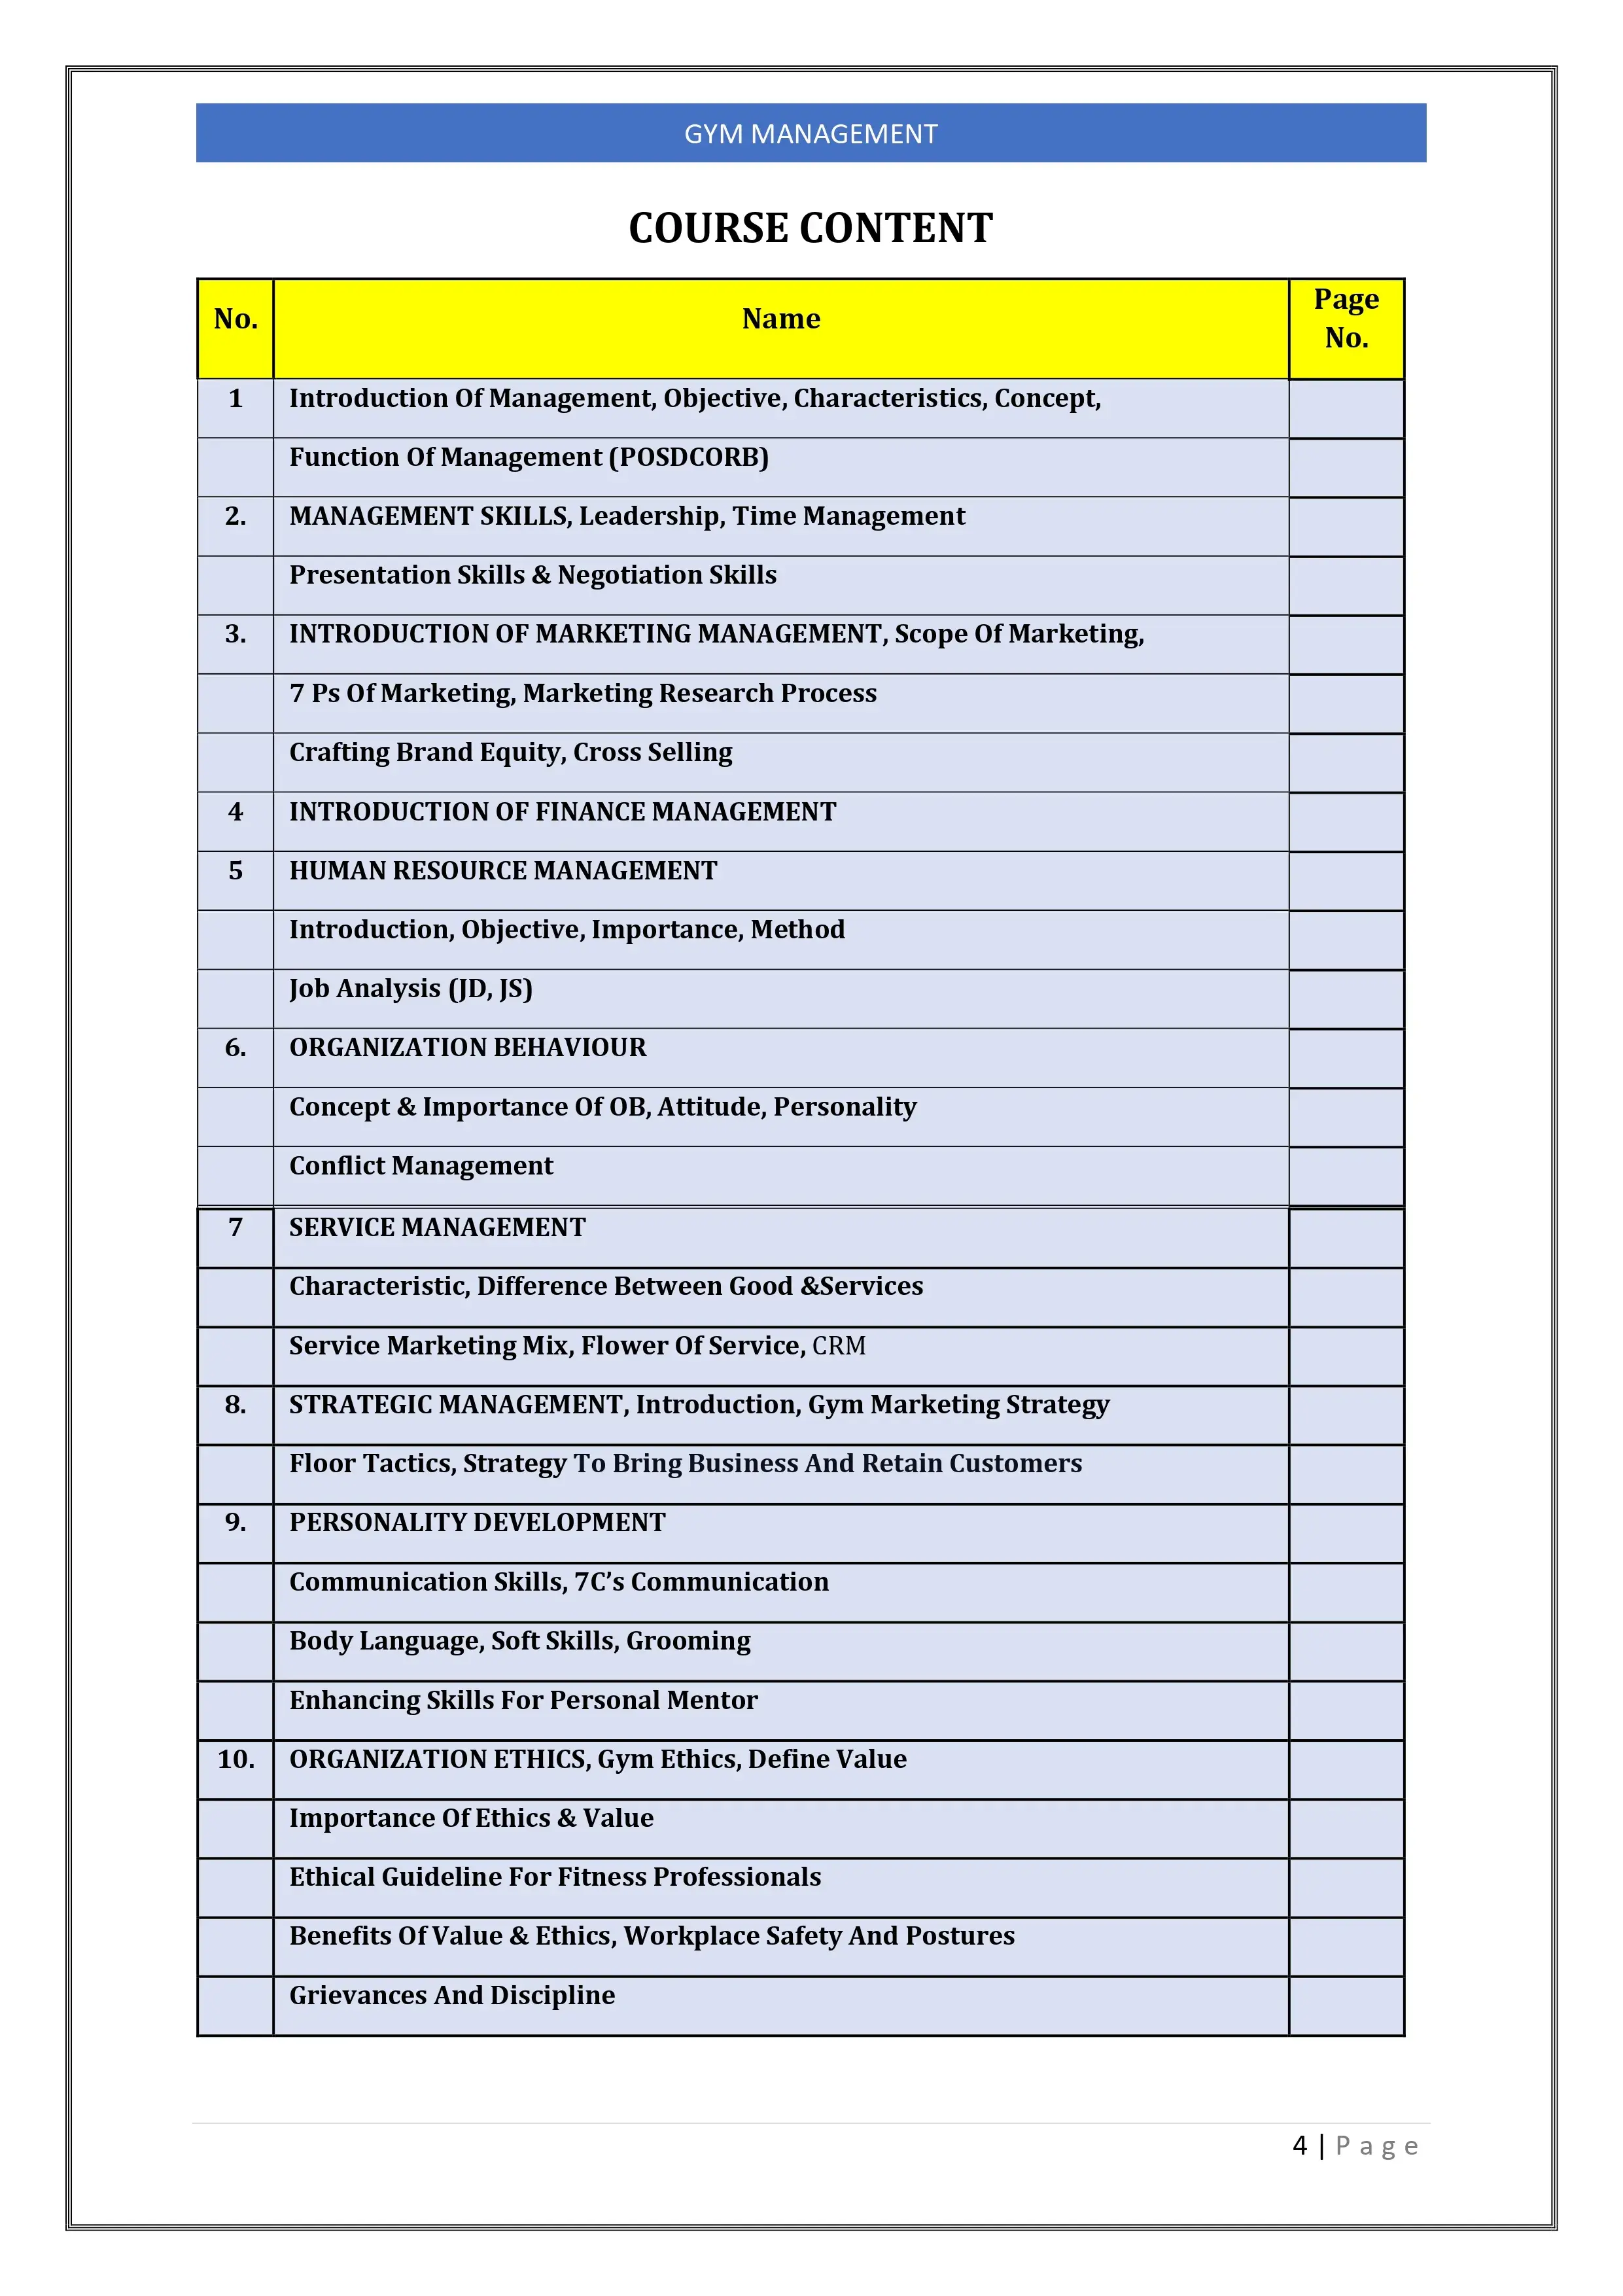 GYM MANAGEMENT
COURSE CONTENT
No. Name Page
No.
1 Introduction Of Management, Objective, Characteristics, Concept,
Function Of Management (POSDCORB)
2. MANAGEMENT SKILLS, Leadership, Time Management
Presentation Skills & Negotiation Skills
3. INTRODUCTION OF MARKETING MANAGEMENT, Scope Of Marketing,
7 Ps Of Marketing, Marketing Research Process
Crafting Brand Equity, Cross Selling
4 INTRODUCTION OF FINANCE MANAGEMENT
5 HUMAN RESOURCE MANAGEMENT
Introduction, Objective, Importance, Method
Job Analysis (JD, JS)
6. ORGANIZATION BEHAVIOUR
Concept & Importance Of OB, Attitude, Personality
Conflict Management
7 SERVICE MANAGEMENT
Characteristic, Difference Between Good &Services
Service Marketing Mix, Flower Of Service, CRM
8. STRATEGIC MANAGEMENT, Introduction, Gym Marketing Strategy
Floor Tactics, Strategy To Bring Business And Retain Customers
9. PERSONALITY DEVELOPMENT
Communication Skills, 7C’s Communication
Body Language, Soft Skills, Grooming
Enhancing Skills For Personal Mentor
10. ORGANIZATION ETHICS, Gym Ethics, Define Value
Importance Of Ethics & Value
Ethical Guideline For Fitness Professionals
Benefits Of Value & Ethics, Workplace Safety And Postures
Grievances And Discipline
4 | Page